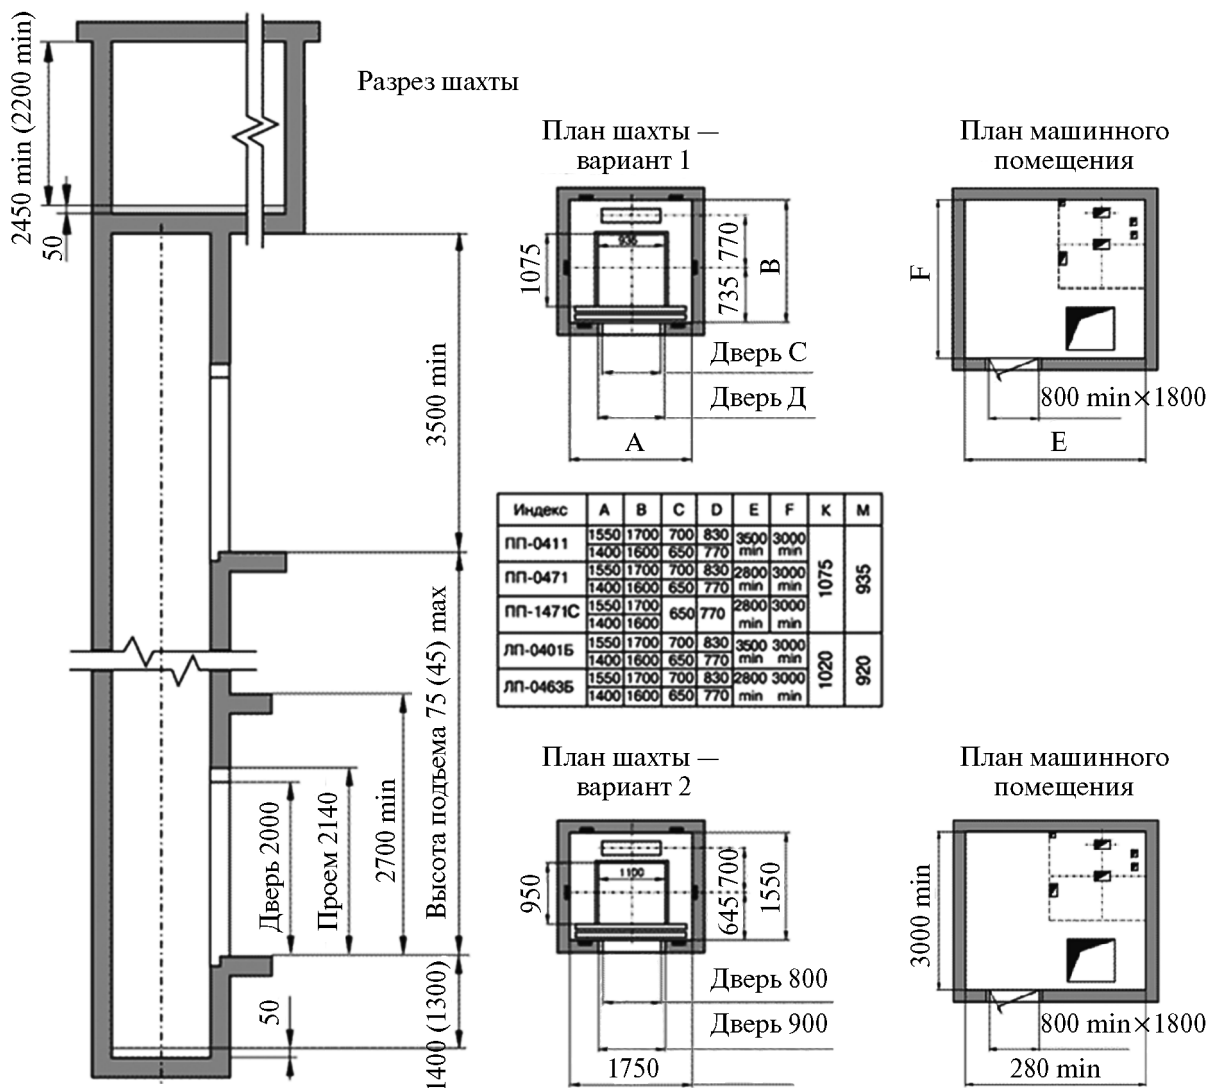 Разрез шахты
2450 min (2200 min)
50
3500 min
Высота подъема 75 (45) max
2700 min
Проем 2140
Дверь 2000
50
1400 (1300)
План шахты —
вариант 1
1075
935
770
735
B
Дверь C
Дверь Д
A
План машинного
помещения
F
800 min×1800
E
Индекс A B C D E F K M
ПП-0411 1550 1700 700 830 3500 min 3000 min 1075 935
1400 1600 650 770
ПП-0471 1550 1700 700 830 2800 min 3000 min
1400 1600 650 770
ПП-1471С 1550 1700 650 770 2800 min 3000 min
1400 1600
ЛП-0401Б 1550 1700 700 830 3500 min 3000 min 1020 920
1400 1600 650 770
ЛП-0463Б 1550 1700 700 830 2800 min 3000 min
1400 1600 650 770
План шахты —
вариант 2
950
1100
700
645
1550
Дверь 800
Дверь 900
1750
План машинного
помещения
3000 min
800 min×1800
280 min